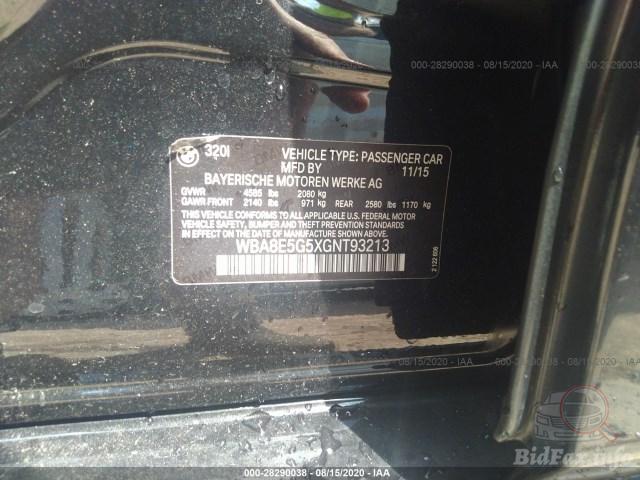 000-28290038 - 08/15/2020 - IAA
320I
VEHICLE TYPE: PASSENGER CAR
MFD BY 11/15
BAYERISCHE MOTOREN WERKE AG
GVWR 4585 lbs 2080 kg
GAWR FRONT 2140 lbs 971 kg REAR 2580 lbs 1170 kg
THIS VEHICLE CONFORMS TO ALL APPLICABLE U.S. FEDERAL MOTOR
VEHICLE SAFETY, BUMPER AND THEFT PREVENTION STANDARDS
IN EFFECT ON THE DATE OF MANUFACTURE SHOWN ABOVE.
WBA8E5G5XGNT93213
000-28290038 - 08/15/2020 - IAA
BidFax.info
000-28290038 - 08/15/2020 - IAA